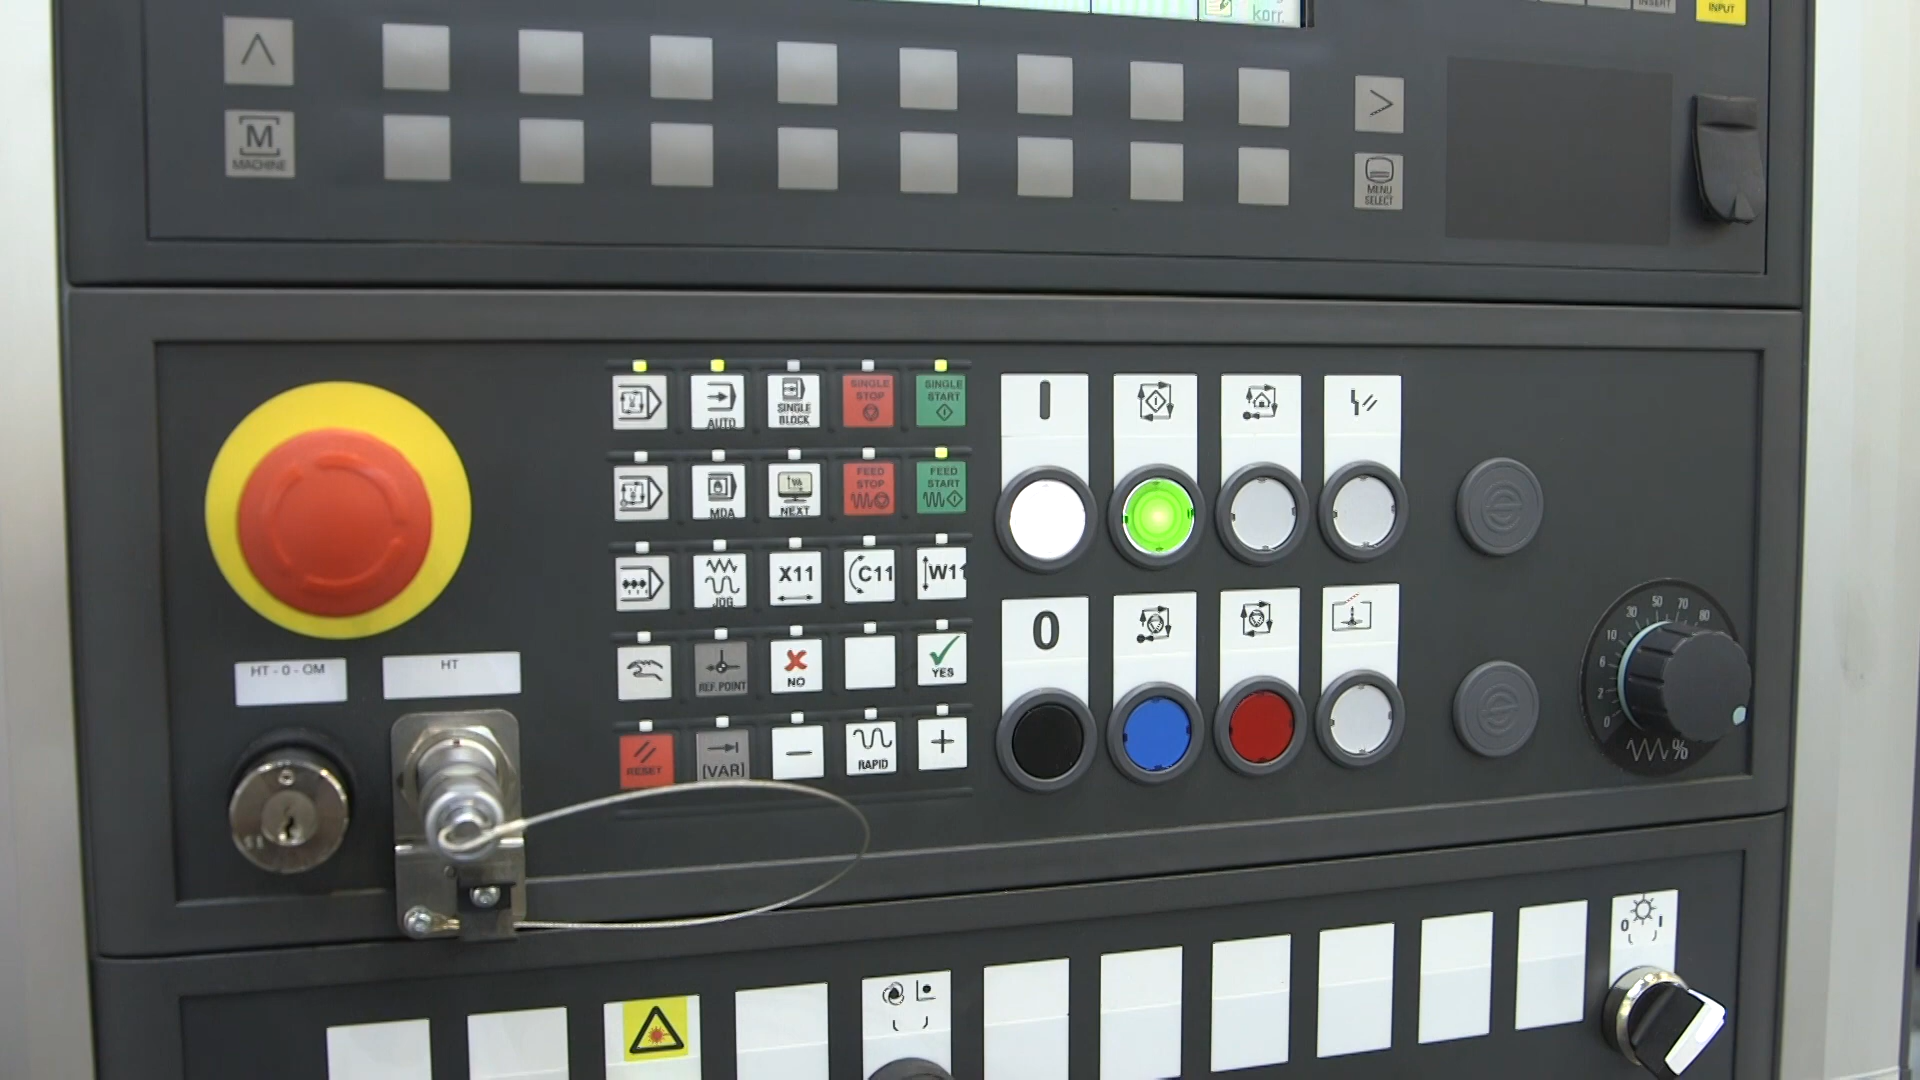 korr.
INSERT
INPUT
M
MACHINE
MENU
SELECT
AUTO
SINGLE
BLOCK
SINGLE
STOP
SINGLE
START
MDA
NEXT
FEED
STOP
FEED
START
JOG
X11
C11
W11
REF. POINT
NO
YES
RESET
[VAR]
RAPID
HT - 0 - OM
HT
I
0
0
2
6
10
30
50
70
80
%
0 I